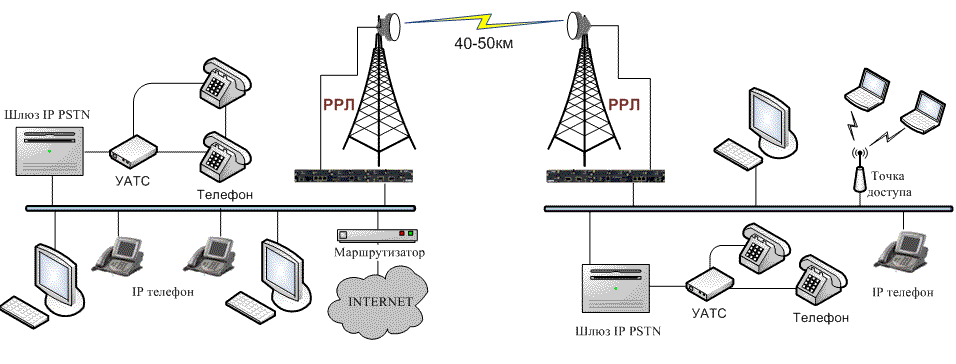 40-50км
РРЛ
РРЛ
Шлюз IP PSTN
УАТС
Телефон
Точка
доступа
Маршрутизатор
IP телефон
INTERNET
IP телефон
УАТС
Телефон
Шлюз IP PSTN